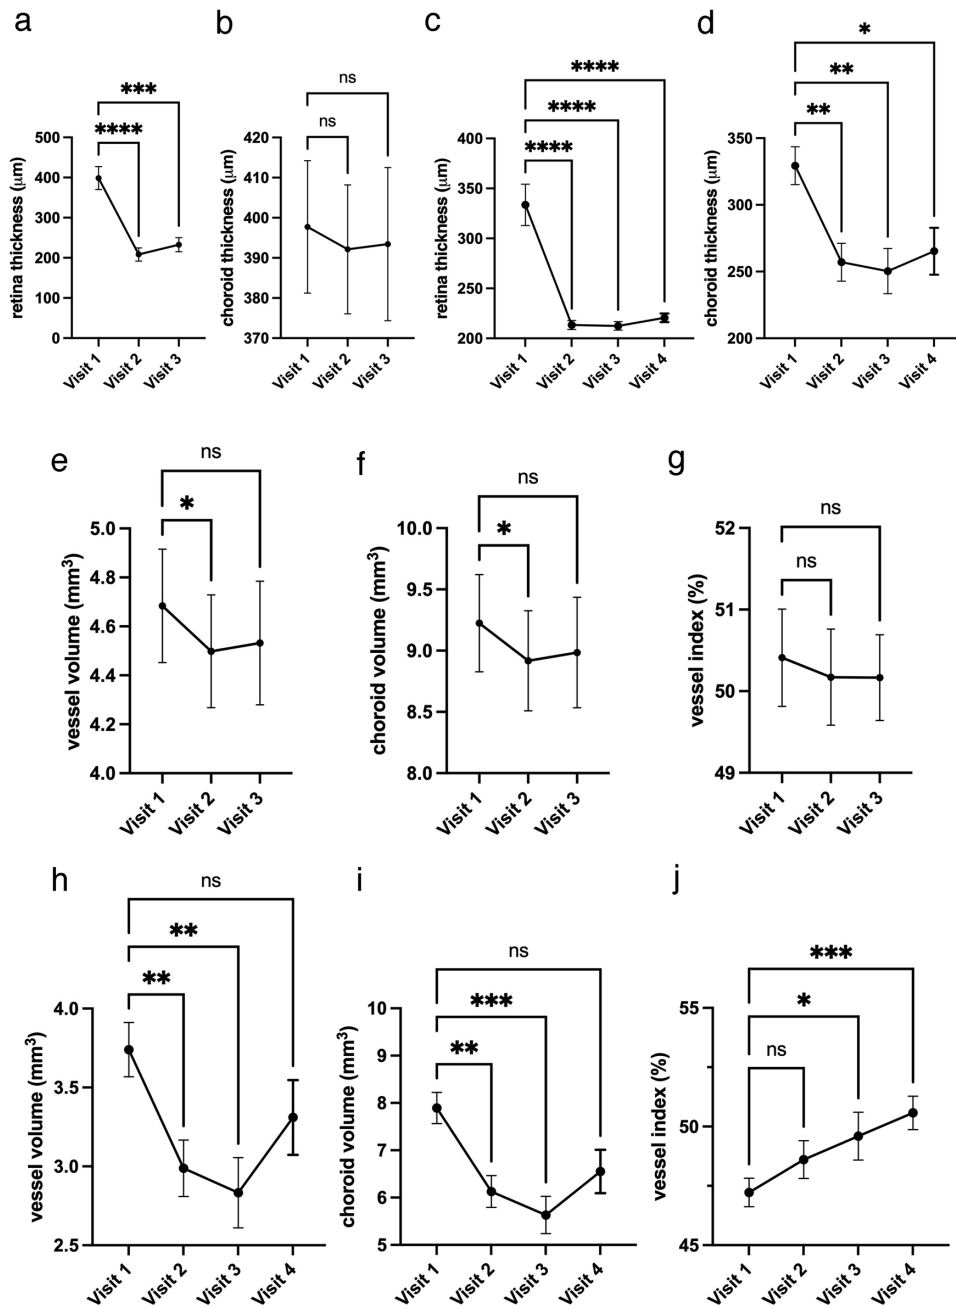 a
b
c
d
ns
ns
***
****
retina thickness (μm)
500
400
300
200
100
0
Visit 1
Visit 2
Visit 3
choroid thickness (μm)
420
410
400
390
380
370
Visit 1
Visit 2
Visit 3
****
****
****
retina thickness (μm)
400
350
300
250
200
Visit 1
Visit 2
Visit 3
Visit 4
*
**
**
choroid thickness (μm)
350
300
250
200
Visit 1
Visit 2
Visit 3
Visit 4
e
ns
*
vessel volume (mm³)
5.0
4.8
4.6
4.4
4.2
4.0
Visit 1
Visit 2
Visit 3
f
ns
*
choroid volume (mm³)
10.0
9.5
9.0
8.5
8.0
Visit 1
Visit 2
Visit 3
g
ns
ns
vessel index (%)
52
51
50
49
Visit 1
Visit 2
Visit 3
h
ns
**
**
vessel volume (mm³)
4.0
3.5
3.0
2.5
Visit 1
Visit 2
Visit 3
Visit 4
i
ns
***
**
choroid volume (mm³)
10
9
8
7
6
5
Visit 1
Visit 2
Visit 3
Visit 4
j
***
*
ns
vessel index (%)
55
50
45
Visit 1
Visit 2
Visit 3
Visit 4